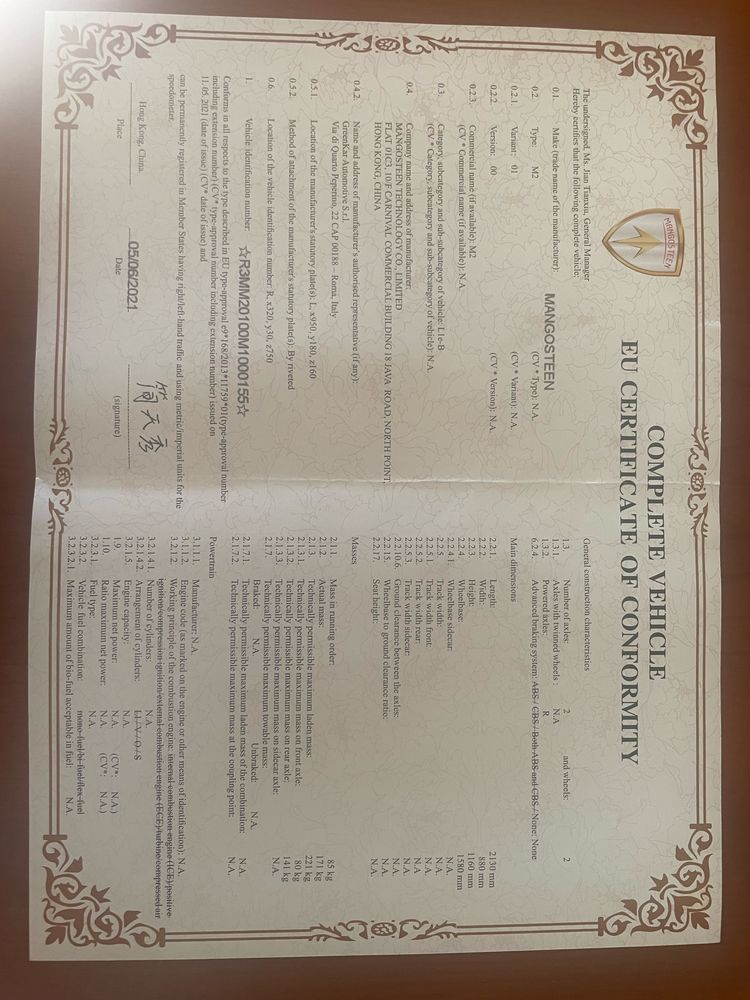 MANGOSTEEN
COMPLETE VEHICLE
EU CERTIFICATE OF CONFORMITY
The undersigned, Ms. Jian Tianxiu, General Manager
Hereby certifies that the following complete vehicle:
0.1. Make (trade name of the manufacturer): MANGOSTEEN
0.2. Type: M2 (CV * Type): N.A.
0.2.1. Variant: 01 (CV * Variant): N.A.
0.2.2. Version: 00 (CV * Version): N.A.
0.2.3. Commercial name (if available): M2
(CV * Commercial name (if available)): N.A.
0.3. Category, subcategory and sub-subcategory of vehicle: L1e-B
(CV * Category, subcategory and sub-subcategory of vehicle): N.A.
0.4. Company name and address of manufacturer:
MANGOSTEEN TECHNOLOGY CO., LIMITED
FLAT 01C3, 10/F CARNIVAL COMMERCIAL BUILDING 18 JAVA ROAD, NORTH POINT,
HONG KONG, CHINA
0.4.2. Name and address of manufacturer's authorised representative (if any):
GreenKar Automotive S.r.l.
Via di Quarto Peperino, 22 CAP 00188 – Roma, Italy
0.5.1. Location of the manufacturer's statutory plate(s): L, x950, y180, z160
0.5.2. Method of attachment of the manufacturer's statutory plate(s): By riveted
0.6. Location of the vehicle identification number: R, x320, y30, z750
1. Vehicle identification number: ☆R3MM20100M1000155☆
Conforms in all respects to the type described in EU type-approval e9*168/2013*11759*01(type-approval number
including extension number) (CV* type-approval number including extension number) issued on
11. 05. 2021 (date of issue) (CV* date of issue) and
can be permanently registered in Member States having right/left-hand traffic and using metric/imperial units for the
speedometer.
Hong Kong, China. 05/06/2021 简天秀
Place Date (signature)
General construction characteristics
1.3. Number of axles: 2 and wheels: 2
1.3.1. Axles with twinned wheels : N.A
1.3.2. Powered axles: R
6.2.4. Advanced braking system: ABS / CBS / Both ABS and CBS / None: None
Main dimensions
2.2.1. Length: 2130 mm
2.2.2. Width: 880 mm
2.2.3. Height: 1160 mm
2.2.4. Wheelbase: 1580 mm
2.2.4.1. Wheelbase sidecar: N.A.
2.2.5. Track width: N.A.
2.2.5.1. Track width front: N.A.
2.2.5.2. Track width rear: N.A.
2.2.5.3. Track width sidecar: N.A.
2.2.10.6. Ground clearance between the axles: N.A.
2.2.15. Wheelbase to ground clearance ratio: N.A.
2.2.17. Seat height: N.A.
Masses
2.1.1. Mass in running order: 85 kg
2.1.2. Actual mass: 171 kg
2.1.3. Technically permissible maximum laden mass: 221 kg
2.1.3.1. Technically permissible maximum mass on front axle: 80 kg
2.1.3.2. Technically permissible maximum mass on rear axle: 141 kg
2.1.3.3. Technically permissible maximum mass on sidecar axle: N.A.
2.1.7. Technically permissible maximum towable mass:
Braked: N.A. Unbraked: N.A.
2.1.7.1. Technically permissible maximum laden mass of the combination: N.A.
2.1.7.2. Technically permissible maximum mass at the coupling point: N.A.
Powertrain
3.1.1.1. Manufacturer: N.A.
3.1.1.2. Engine code (as marked on the engine or other means of identification): N.A.
3.2.1.2. Working principle of the combustion engine: internal combustion engine (ICE)/positive
ignition/compression ignition/external combustion engine (ECE)/turbine/compressed air
3.2.1.4.1. Number of cylinders: N.A.
3.2.1.4.2. Arrangement of cylinders: LI / V / O / S
3.2.1.5. Engine capacity: N.A.
1.9. Maximum net power: N.A. (CV*: N.A.)
1.10. Ratio maximum net power: N.A. (CV*: N.A.)
3.2.3.1. Fuel type: N.A.
3.2.3.2. Vehicle fuel combination: mono-fuel/bi-fuel/flex-fuel
3.2.3.2.1. Maximum amount of bio-fuel acceptable in fuel: N.A